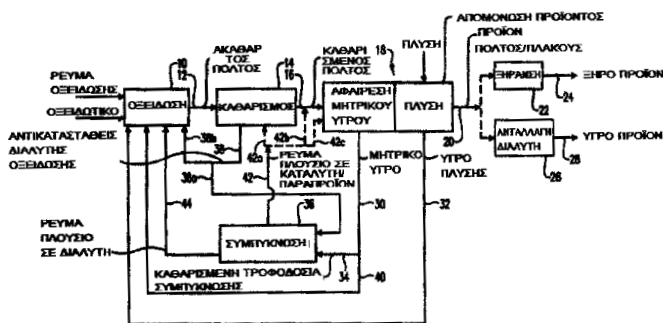 ΑΠΟΜΟΝΩΣΗ ΠΡΟΪΟΝΤΟΣ
ΠΡΟΪΟΝ
ΠΟΛΤΟΣ/ΠΛΑΚΟΥΣ
ΡΕΥΜΑ
ΟΞΕΙΔΩΣΗΣ
ΟΞΕΙΔΩΤΙΚΟ
10
12
ΑΚΑΘΑΡ
ΤΟΣ
ΠΟΛΤΟΣ
14
16
ΚΑΘΑΡΙ
ΣΜΕΝΟΣ
ΠΟΛΤΟΣ
18
ΠΛΥΣΗ
ΟΞΕΙΔΩΣΗ
ΚΑΘΑΡΙΣΜΟΣ
ΑΦΑΙΡΕΣΗ
ΜΗΤΡΙΚΟΥ
ΥΓΡΟΥ
ΠΛΥΣΗ
20
ΞΗΡΑΝΣΗ
22
24
ΞΗΡΟ ΠΡΟΪΟΝ
ΑΝΤΑΛΛΑΓΗ
ΔΙΑΛΥΤΗ
26
28
ΥΓΡΟ ΠΡΟΪΟΝ
ΑΝΤΙΚΑΤΑΣΤΑΘΕΙΣ
ΔΙΑΛΥΤΗΣ
ΟΞΕΙΔΩΣΗΣ
38b
38
38a
42a
42b
42c
42
ΡΕΥΜΑ
ΠΛΟΥΣΙΟ ΣΕ
ΚΑΤΑΛΥΤΗ/
ΠΑΡΑΠΡΟΪΟΝ
ΜΗΤΡΙΚΟ
ΥΓΡΟ
30
ΥΓΡΟ
ΠΛΥΣΗΣ
32
44
36
ΡΕΥΜΑ
ΠΛΟΥΣΙΟ
ΣΕ ΔΙΑΛΥΤΗ
ΣΥΜΠΥΚΝΩΣΗ
ΚΑΘΑΡΙΣΜΕΝΗ ΤΡΟΦΟΔΟΣΙΑ
ΣΥΜΠΥΚΝΩΣΗΣ
34
40